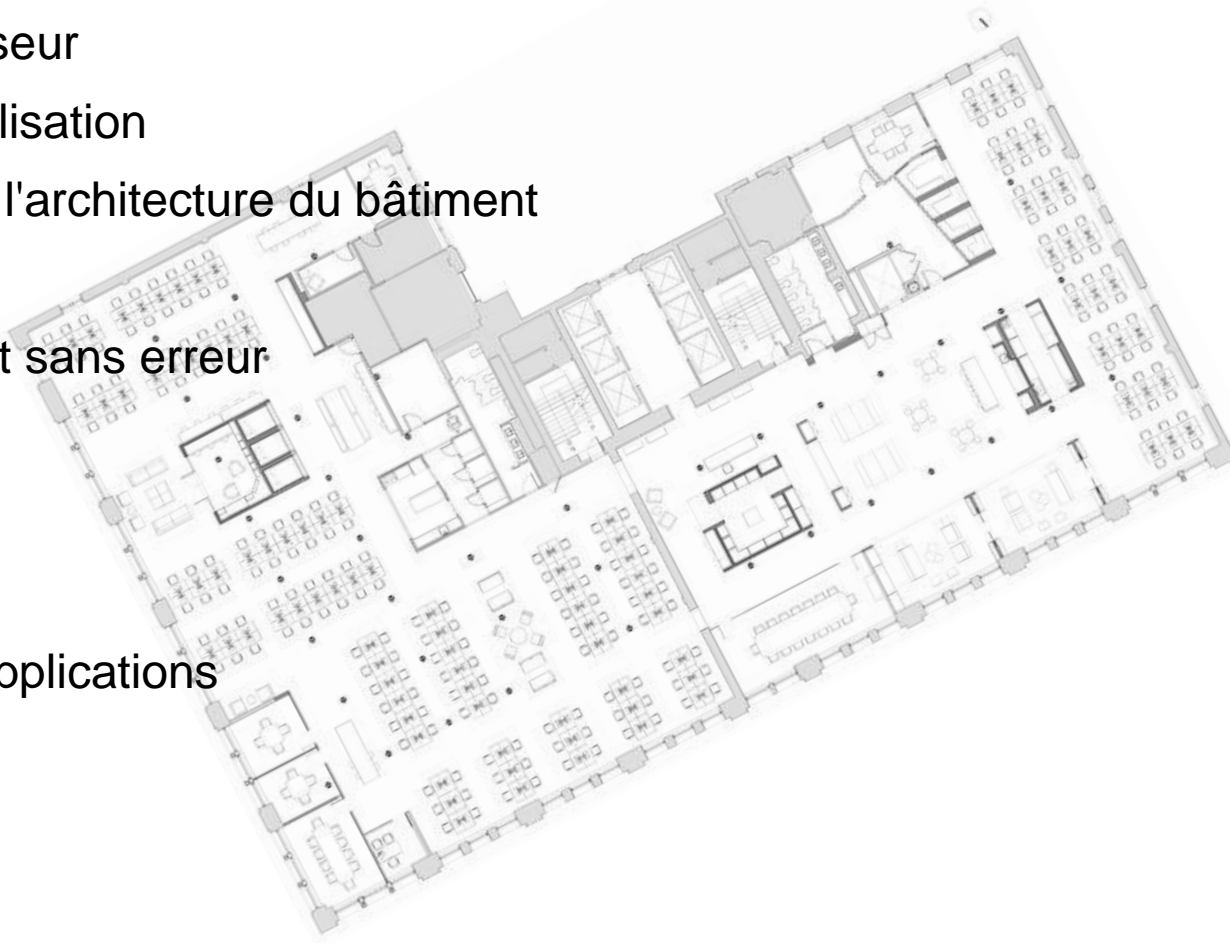 seur
lisation
l'architecture du bâtiment
t sans erreur
pplications